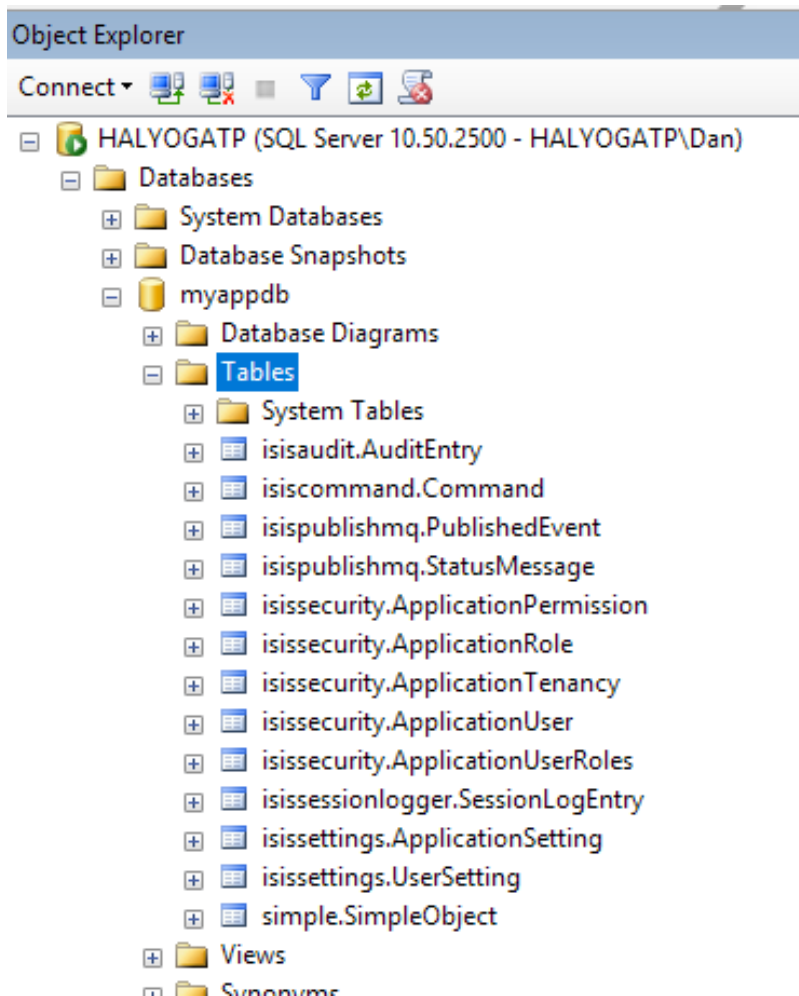 Object Explorer
Connect
HALYOGATP (SQL Server 10.50.2500 - HALYOGATP\Dan)
Databases
System Databases
Database Snapshots
myappdb
Database Diagrams
Tables
System Tables
isisaudit.AuditEntry
isiscommand.Command
isispublishmq.PublishedEvent
isispublishmq.StatusMessage
isissecurity.ApplicationPermission
isissecurity.ApplicationRole
isissecurity.ApplicationTenancy
isissecurity.ApplicationUser
isissecurity.ApplicationUserRoles
isissessionlogger.SessionLogEntry
isissettings.ApplicationSetting
isissettings.UserSetting
simple.SimpleObject
Views
Synonyms